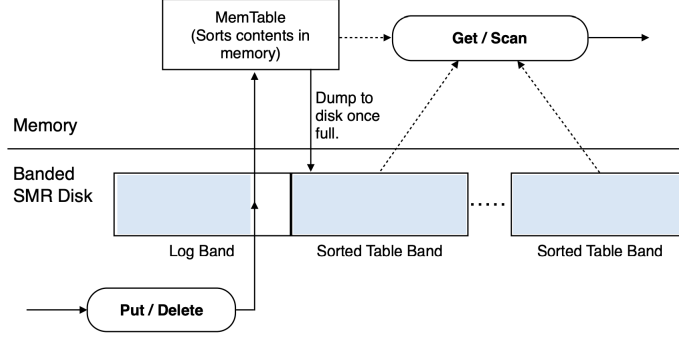 MemTable
(Sorts contents in
memory)
Get / Scan
Dump to
disk once
full.
Memory
Banded
SMR Disk
Log Band
Sorted Table Band
Sorted Table Band
Put / Delete